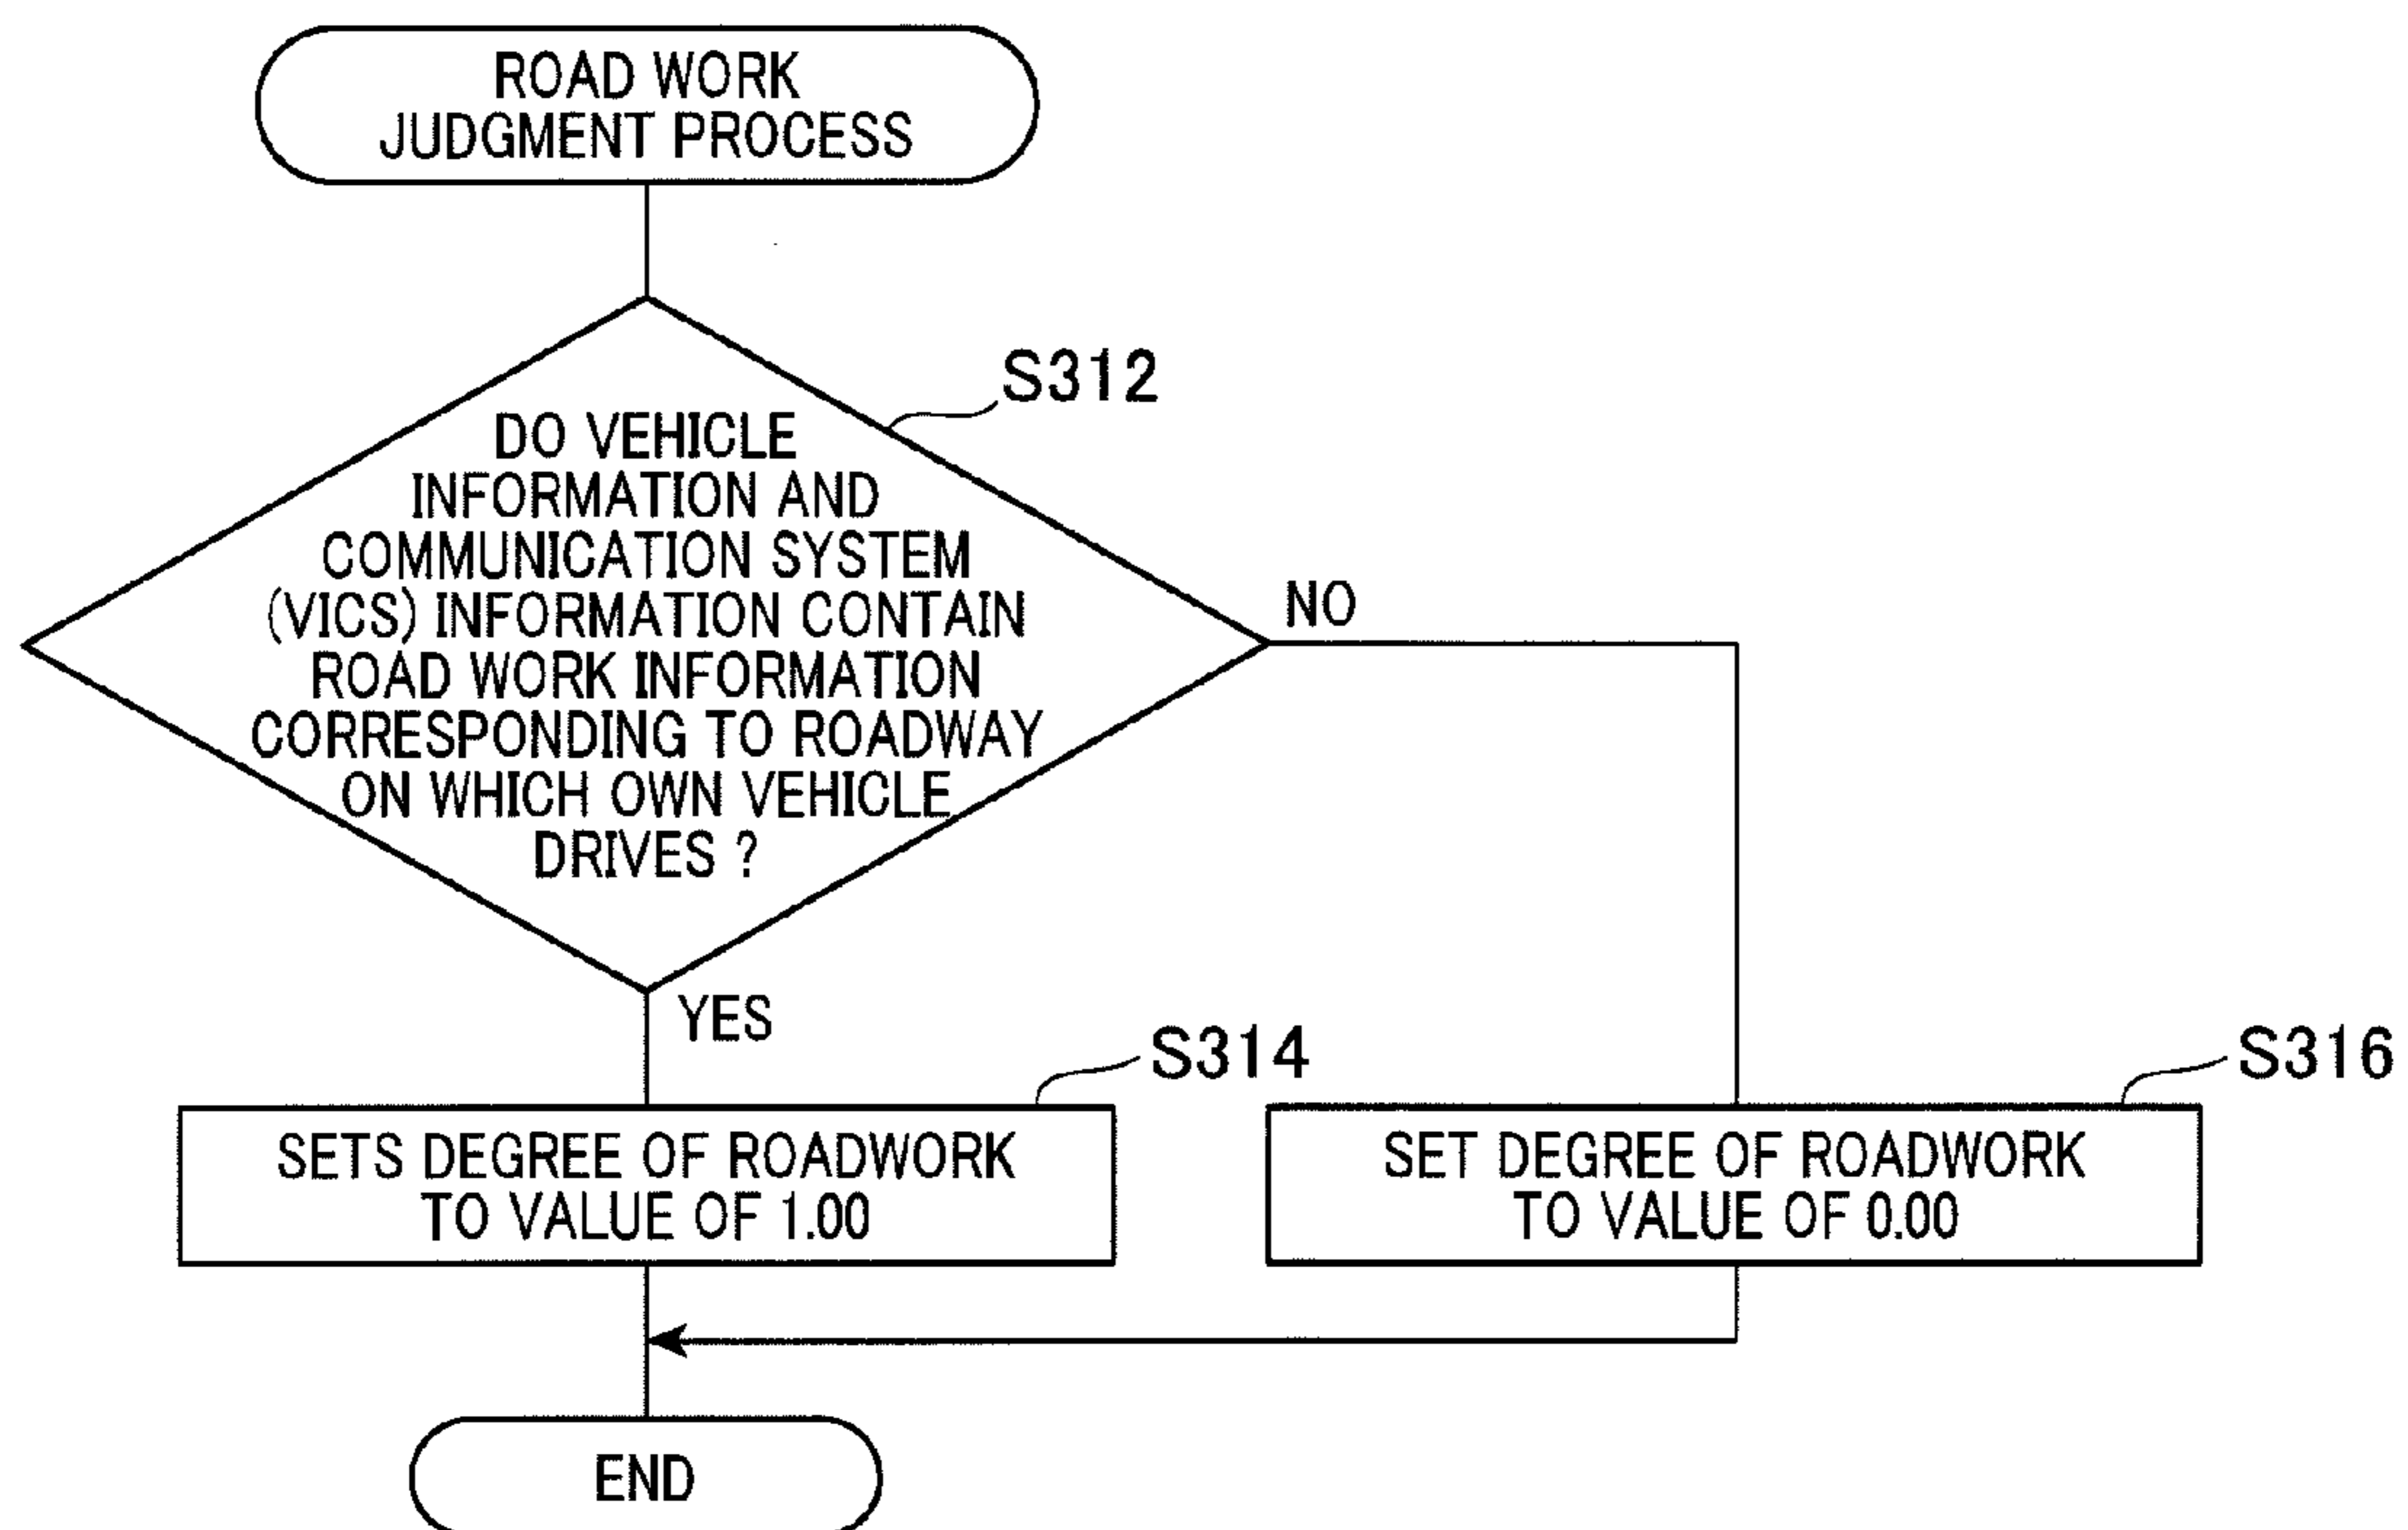 ROAD WORK
JUDGMENT PROCESS
S312
DO VEHICLE
INFORMATION AND
COMMUNICATION SYSTEM
(VICS) INFORMATION CONTAIN
ROAD WORK INFORMATION
CORRESPONDING TO ROADWAY
ON WHICH OWN VEHICLE
DRIVES ?
NO
YES
S314
SETS DEGREE OF ROADWORK
TO VALUE OF 1.00
S316
SET DEGREE OF ROADWORK
TO VALUE OF 0.00
END